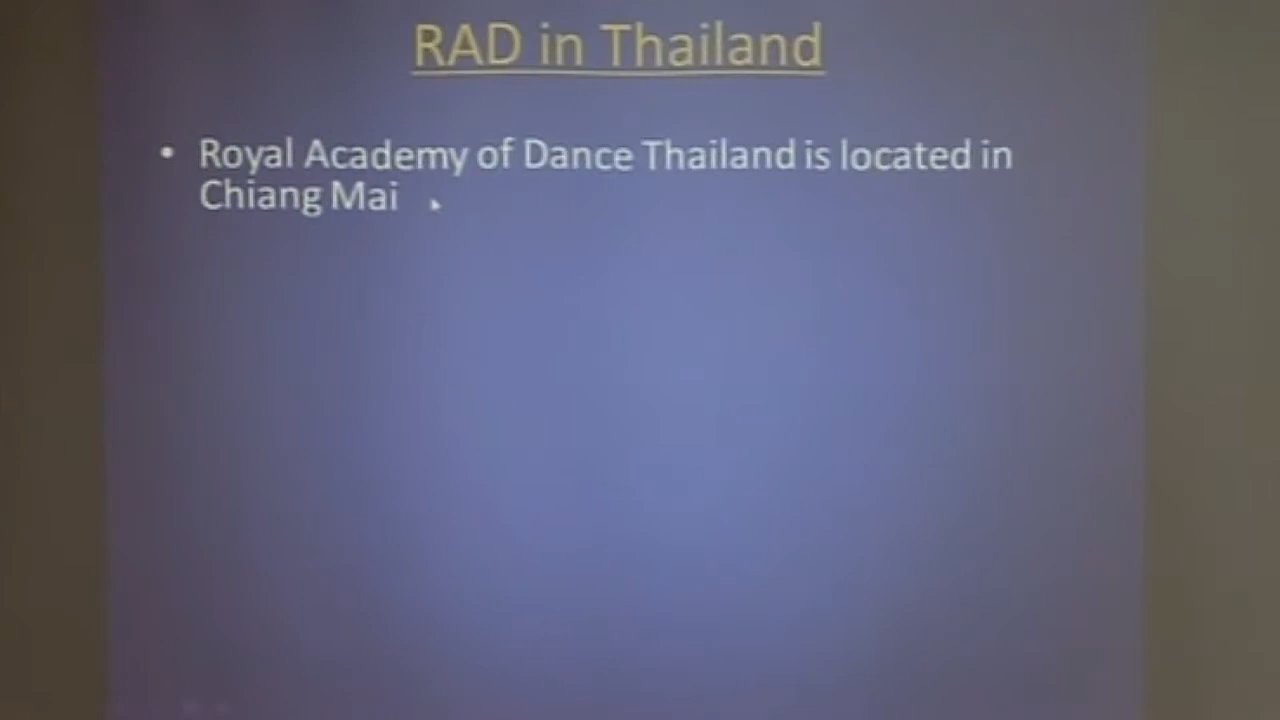 RAD in Thailand
• Royal Academy of Dance Thailand is located in
Chiang Mai